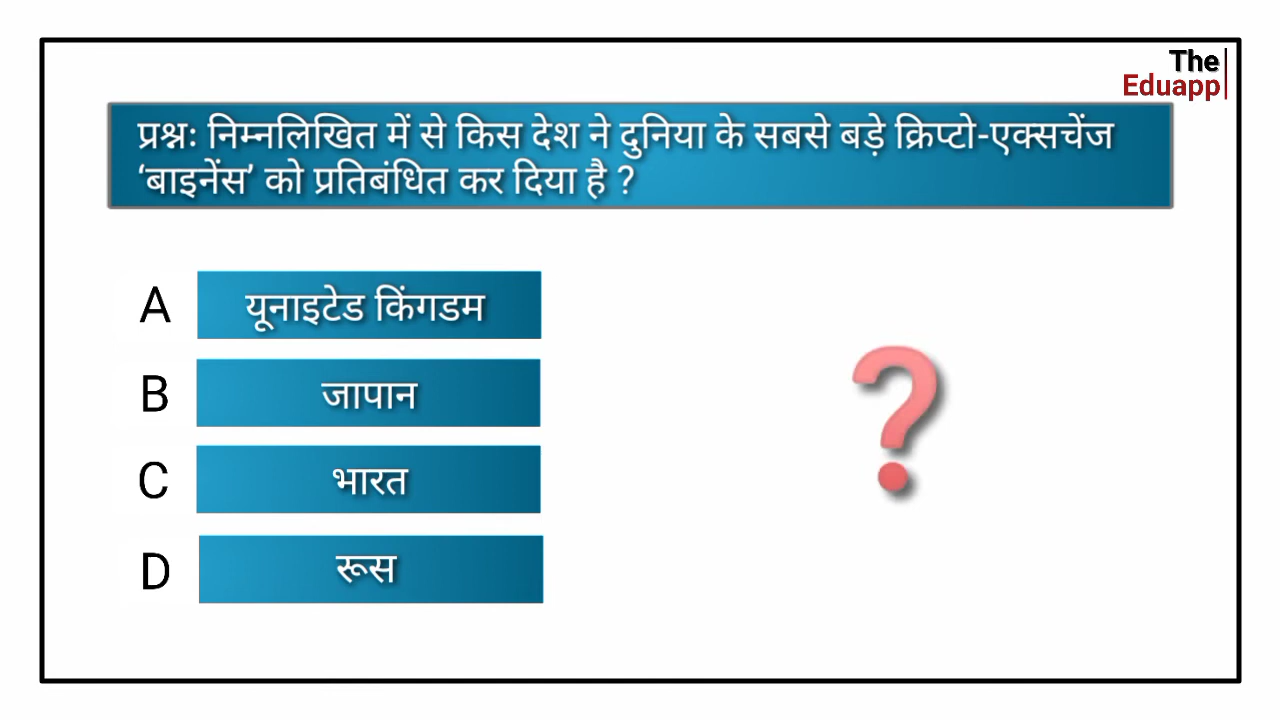 The
Eduapp
प्रश्नः निम्नलिखित में से किस देश ने दुनिया के सबसे बड़े क्रिप्टो-एक्सचेंज
‘बाइनेंस’ को प्रतिबंधित कर दिया है ?
A यूनाइटेड किंगडम
B जापान
C भारत
D रूस
?